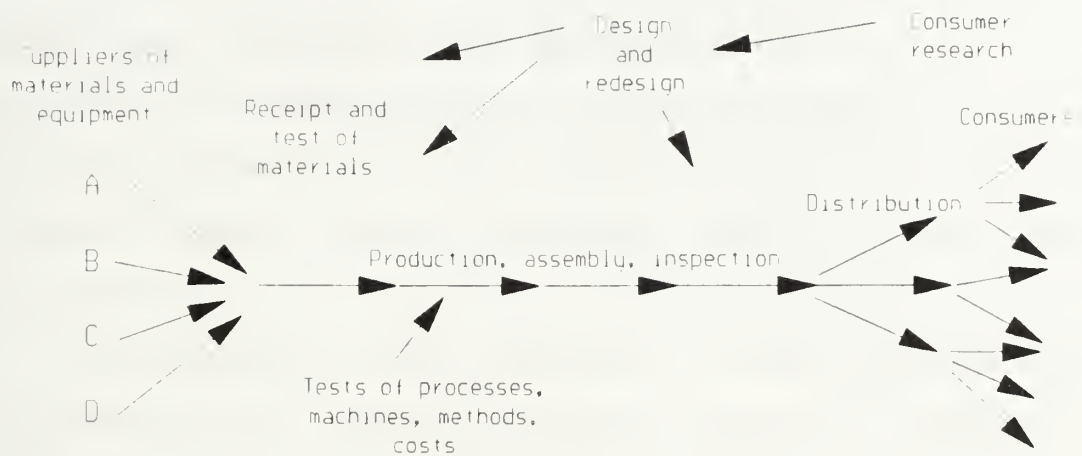 Suppliers of
materials and
equipment
Receipt and
test of
materials
Design
and
redesign
Consumer
research
Consumers
A
B
C
D
Distribution
Production, assembly, inspection
Tests of processes,
machines, methods,
costs